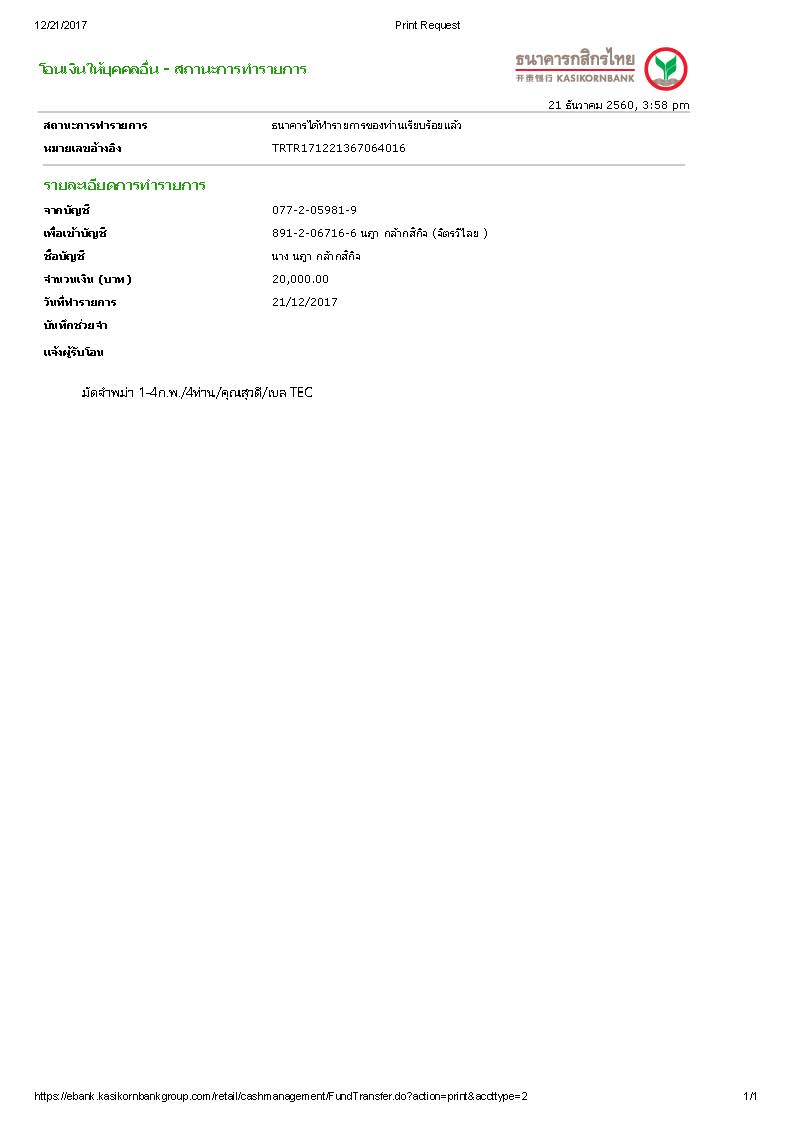 12/21/2017 Print Request
โอนเงินให้บุคคลอื่น - สถานะการทำรายการ
ธนาคารกสิกรไทย
开泰银行 KASIKORNBANK
21 ธันวาคม 2560, 3:58 pm
สถานะการทำรายการ ธนาคารได้ทำรายการของท่านเรียบร้อยแล้ว
หมายเลขอ้างอิง TRTR171221367064016
รายละเอียดการทำรายการ
จากบัญชี 077-2-05981-9
เพื่อเข้าบัญชี 891-2-06716-6 นฎา กล้ากสิกิจ (จิตรวิไลย )
ชื่อบัญชี นาง นฎา กล้ากสิกิจ
จำนวนเงิน (บาท) 20,000.00
วันที่ทำรายการ 21/12/2017
บันทึกช่วยจำ
แจ้งผู้รับโอน
มัดจำพม่า 1-4ก.พ./4ท่าน/คุณสุวดี/เบล TEC
https://ebank.kasikornbankgroup.com/retail/cashmanagement/FundTransfer.do?action=print&accttype=2 1/1